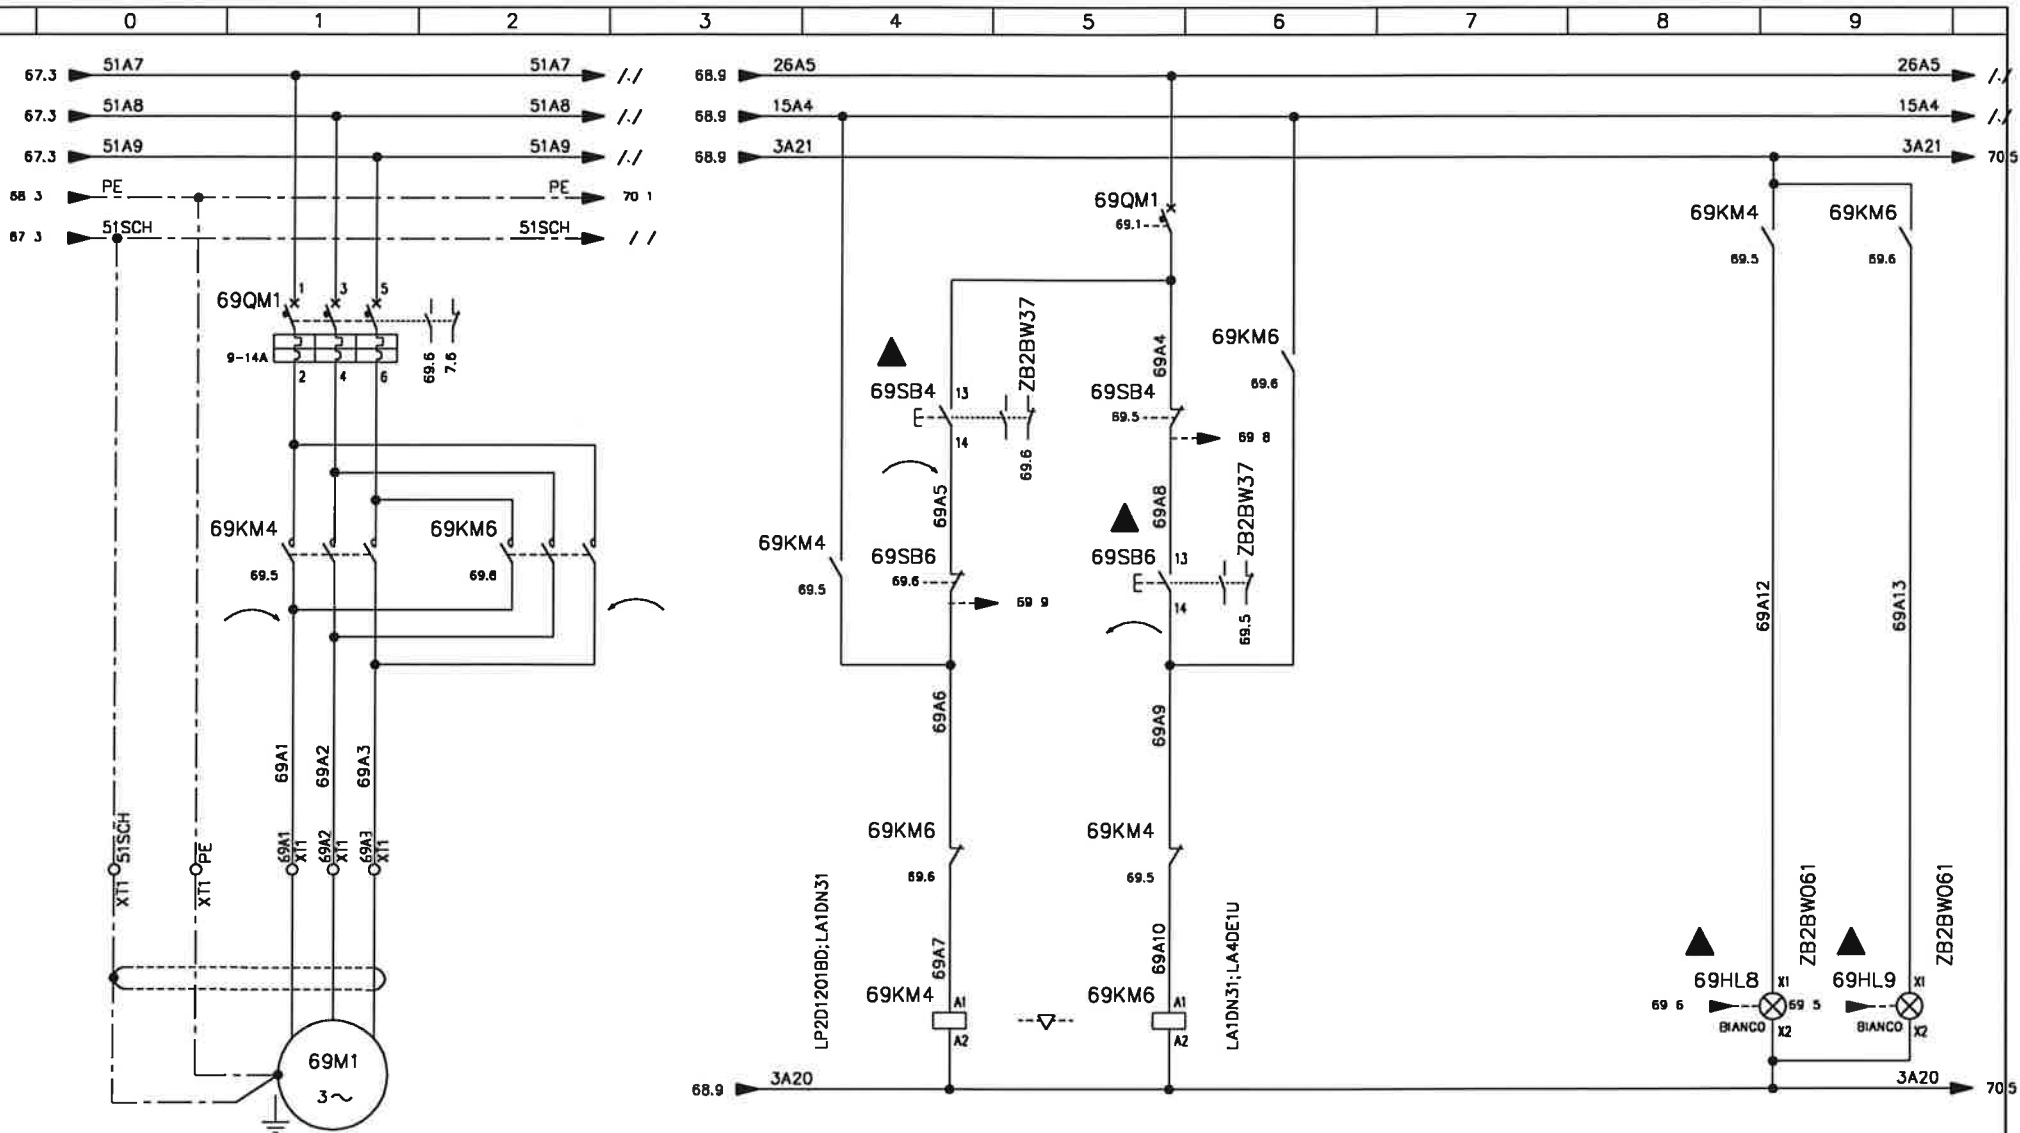 0 1 2 3 4 5 6 7 8 9
67.3 51A7 51A7 /./ 68.9 26A5 26A5 /./
67.3 51A8 51A8 /./ 68.9 15A4 15A4 /./
67.3 51A9 51A9 /./ 68.9 3A21 3A21 70.5
68 3 PE PE 70 1
67 3 51SCH 51SCH / /
69QM1 1 3 5
9-14A 2 4 6
69.6 7.6
69KM4 69KM6
69.5 69.6
69A1 69A2 69A3
51SCH PE 69A1 69A2 69A3
XT1 XT1 XT1 XT1 XT1
69M1
3~
69QM1
69.1
69SB4 13 ZB2BW37
14
69.6
69A5
69A4
69SB4
69.5
69 8
69A8
69KM6
69.6
69KM4
69.5
69SB6
69.6
69 9
69SB6 13 ZB2BW37
14
69.5
69A6
69A9
69KM6
69.6
69KM4
69.5
LP2D1201BD;LA1DN31
69A7
69KM4 A1
A2
69A10
69KM6 A1
A2
LA1DN31;LA4DE1U
69KM4 69KM6
69.5 69.6
69A12 69A13
ZB2BW061 ZB2BW061
69HL8 X1 69HL9 X1
69 6 69 5
BIANCO X2 BIANCO X2
68.9 3A20 3A20 70.5